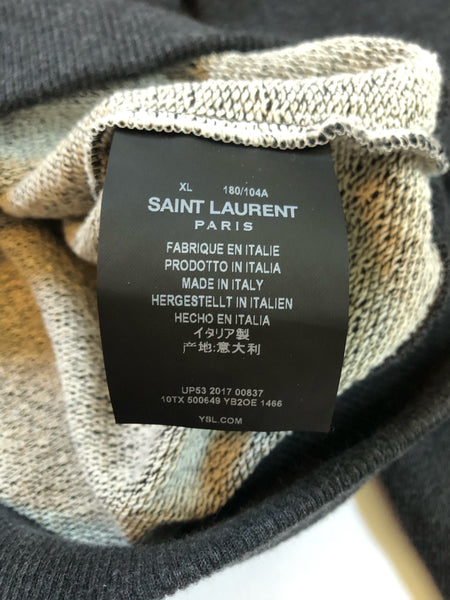 XL 180/104A
SAINT LAURENT
PARIS
FABRIQUE EN ITALIE
PRODOTTO IN ITALIA
MADE IN ITALY
HERGESTELLT IN ITALIEN
HECHO EN ITALIA
イタリア製
产地:意大利
UP53 2017 00837
10TX 500649 YB2OE 1466
YSL.COM